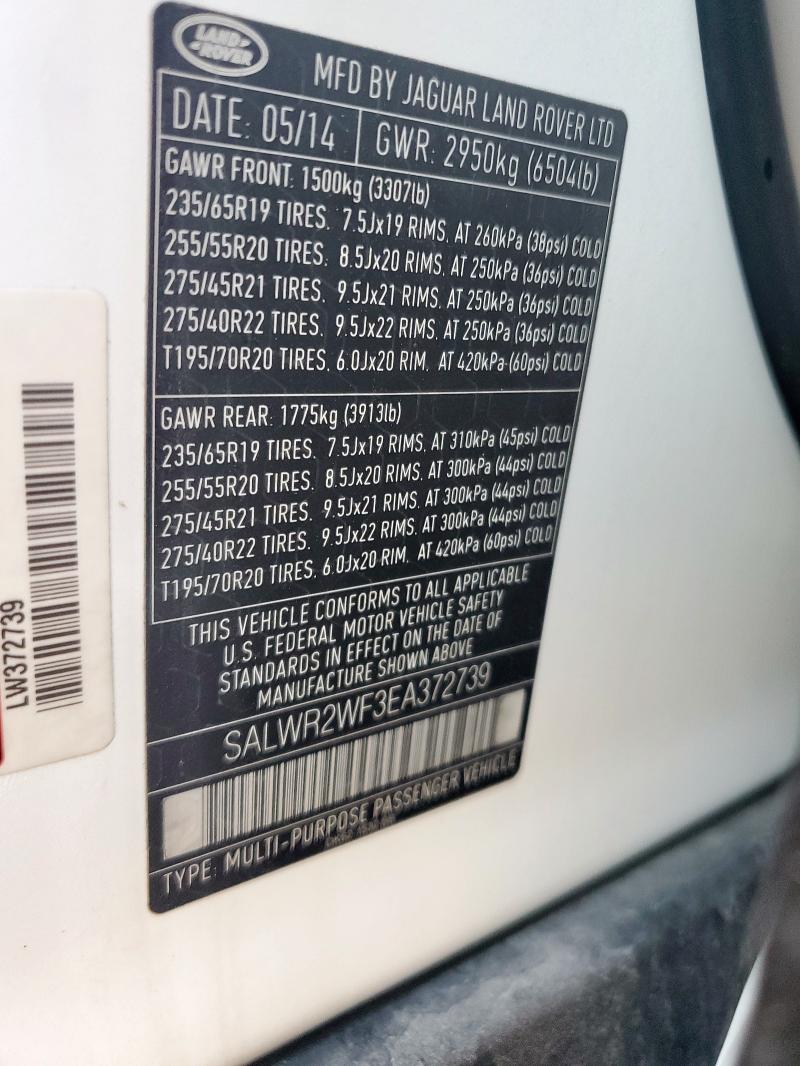 LAND-
ROVER
MFD BY JAGUAR LAND ROVER LTD
DATE: 05/14
GWR: 2950kg (6504lb)
GAWR FRONT: 1500kg (3307lb)
235/65R19 TIRES. 7.5Jx19 RIMS. AT 260kPa (38psi) COLD
255/55R20 TIRES. 8.5Jx20 RIMS. AT 250kPa (36psi) COLD
275/45R21 TIRES. 9.5Jx21 RIMS. AT 250kPa (36psi) COLD
275/40R22 TIRES. 9.5Jx22 RIMS. AT 250kPa (36psi) COLD
T195/70R20 TIRES. 6.0Jx20 RIM. AT 420kPa (60psi) COLD
GAWR REAR: 1775kg (3913lb)
235/65R19 TIRES. 7.5Jx19 RIMS. AT 310kPa (45psi) COLD
255/55R20 TIRES. 8.5Jx20 RIMS. AT 300kPa (44psi) COLD
275/45R21 TIRES. 9.5Jx21 RIMS. AT 300kPa (44psi) COLD
275/40R22 TIRES. 9.5Jx22 RIMS. AT 300kPa (44psi) COLD
T195/70R20 TIRES. 6.0Jx20 RIM. AT 420kPa (60psi) COLD
THIS VEHICLE CONFORMS TO ALL APPLICABLE
U.S. FEDERAL MOTOR VEHICLE SAFETY
STANDARDS IN EFFECT ON THE DATE OF
MANUFACTURE SHOWN ABOVE
SALWR2WF3EA372739
TYPE: MULTI-PURPOSE PASSENGER VEHICLE
LW372739